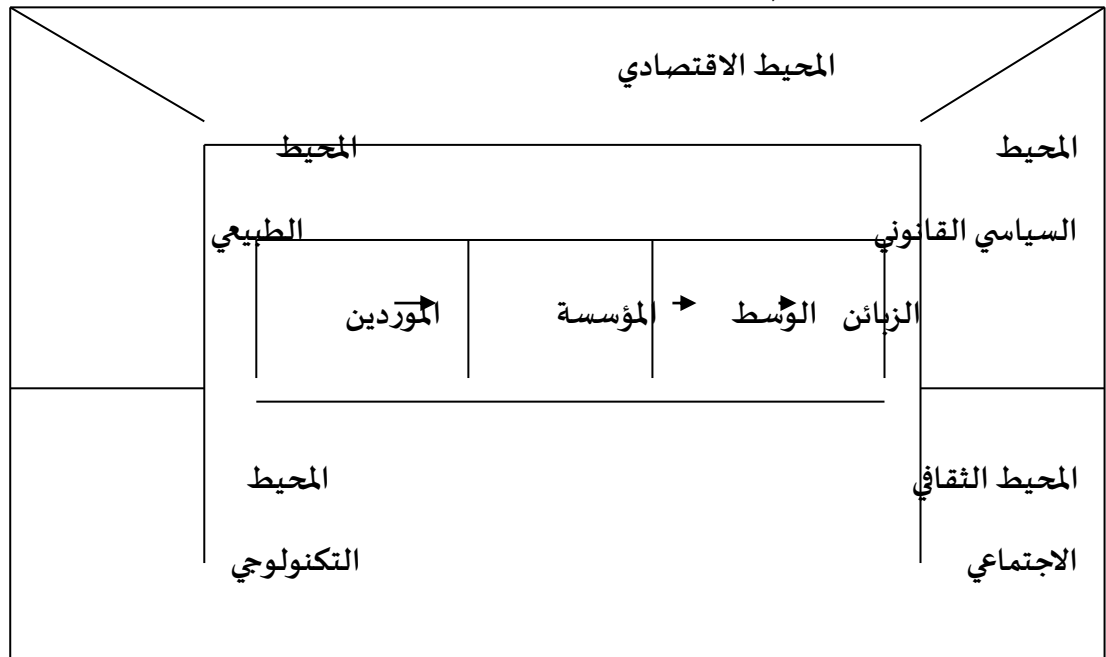 المحيط الاقتصادي
المحيط المحيط
السياسي القانوني الطبيعي
الزبائن الوسط المؤسسة الموردين
المحيط الثقافي المحيط
الاجتماعي التكنولوجي